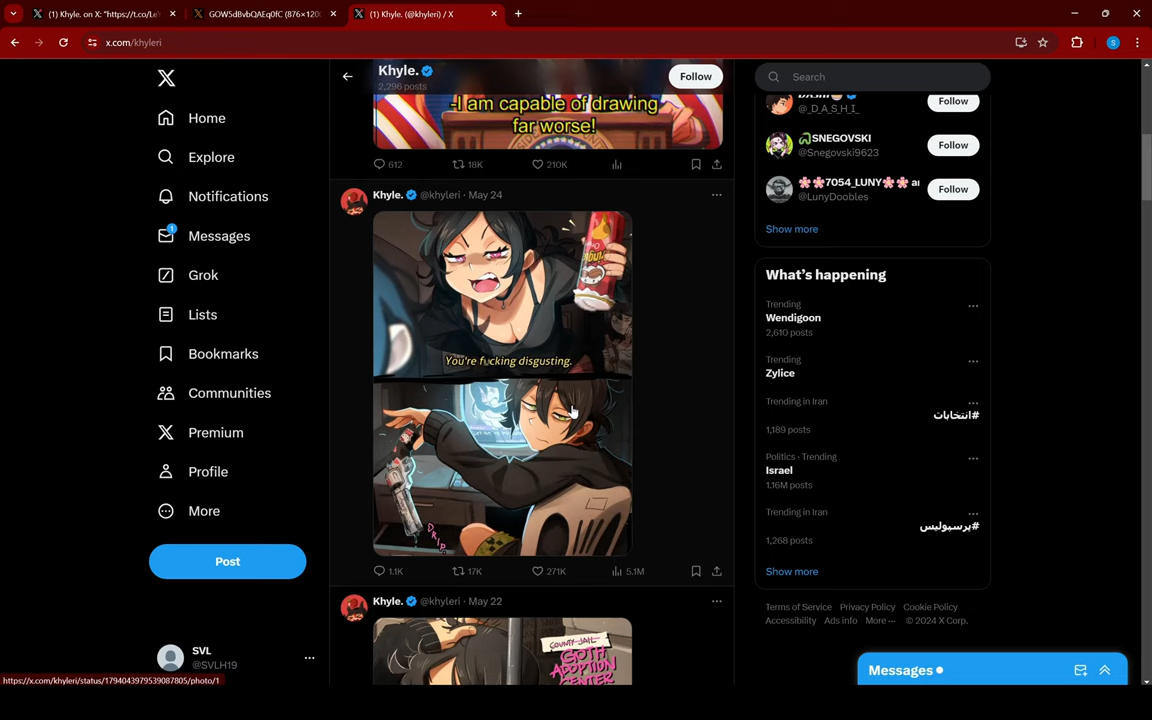 (1) Khyle. on X: "https://t.co/Le
GOW5dBvbQAEq0fC (876×120
(1) Khyle. (@khyleri) / X
x.com/khyleri
S
Home
Explore
Notifications
1
Messages
Grok
Lists
Bookmarks
Communities
Premium
Profile
More
Post
SVL
@SVLH19
https://x.com/khyleri/status/1794043979539087805/photo/1
Khyle.
2,296 posts
Follow
-I am capable of drawing
far worse!
612
18K
210K
Khyle. @khyleri · May 24
You're fucking disgusting.
DRIP
1.1K
17K
271K
5.1M
Khyle. @khyleri · May 22
COUNTY JAIL
GOTH
ADOPTION
CENTER
Search
@_D_A_S_H_I_
Follow
SNEGOVSKI
@Snegovski9623
Follow
7054_LUNY
@LunyDoobles
Follow
Show more
What's happening
Trending
Wendigoon
2,610 posts
Trending
Zylice
Trending in Iran
#انتخابات
1,189 posts
Politics · Trending
Israel
1.16M posts
Trending in Iran
#پرسپولیس
1,268 posts
Show more
Terms of Service Privacy Policy Cookie Policy
Accessibility Ads info More ··· © 2024 X Corp.
Messages